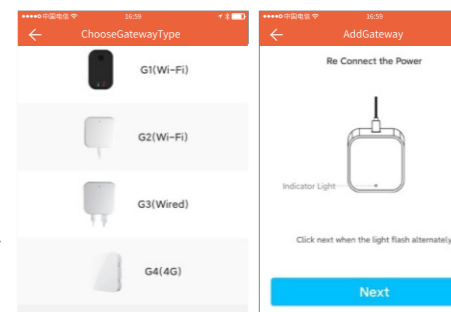 中国电信
16:59
ChooseGatewayType
G1(Wi-Fi)
G2(Wi-Fi)
G3(Wired)
G4(4G)
中国电信
16:59
AddGateway
Re Connect the Power
Indicator Light
Click next when the light flash alternately
Next